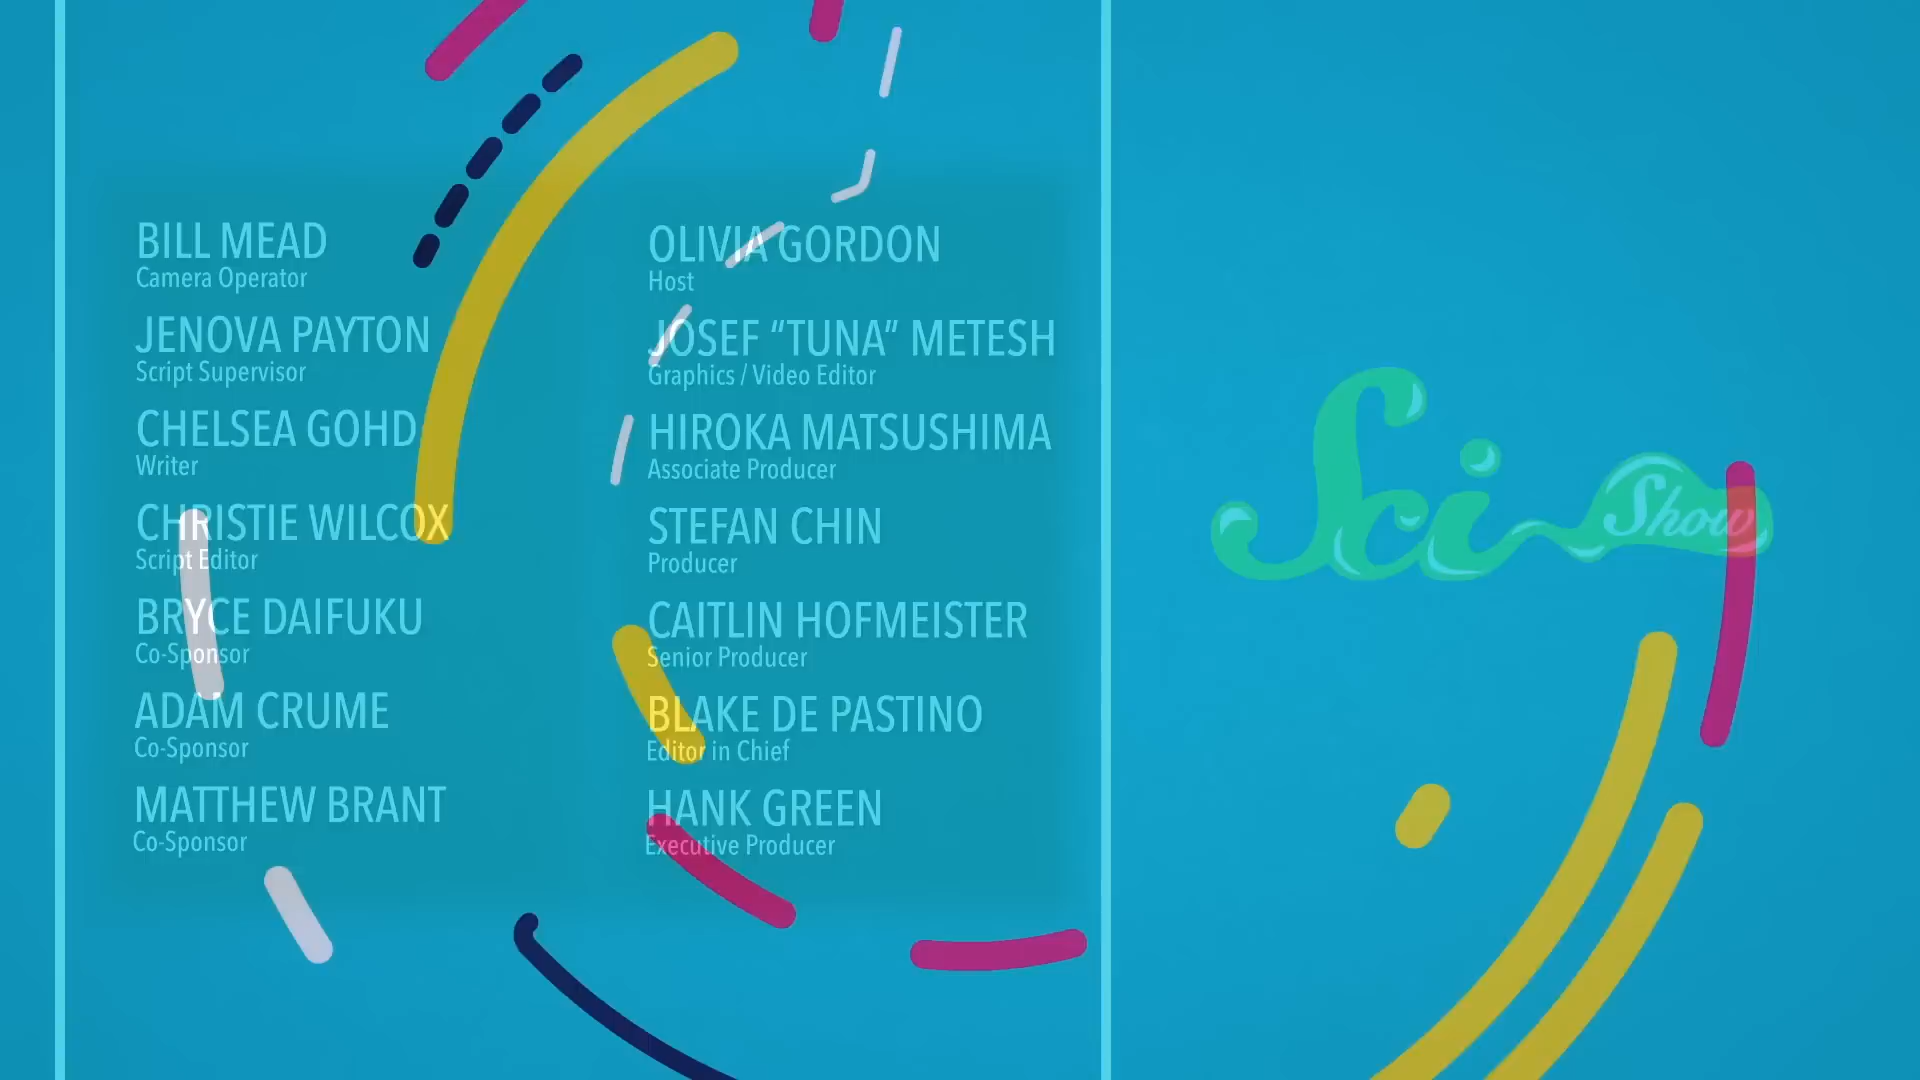 BILL MEAD
Camera Operator
JENOVA PAYTON
Script Supervisor
CHELSEA GOHD
Writer
CHRISTIE WILCOX
Script Editor
BRYCE DAIFUKU
Co-Sponsor
ADAM CRUME
Co-Sponsor
MATTHEW BRANT
Co-Sponsor
OLIVIA GORDON
Host
JOSEF “TUNA” METESH
Graphics / Video Editor
HIROKA MATSUSHIMA
Associate Producer
STEFAN CHIN
Producer
CAITLIN HOFMEISTER
Senior Producer
BLAKE DE PASTINO
Editor in Chief
HANK GREEN
Executive Producer
Sci Show